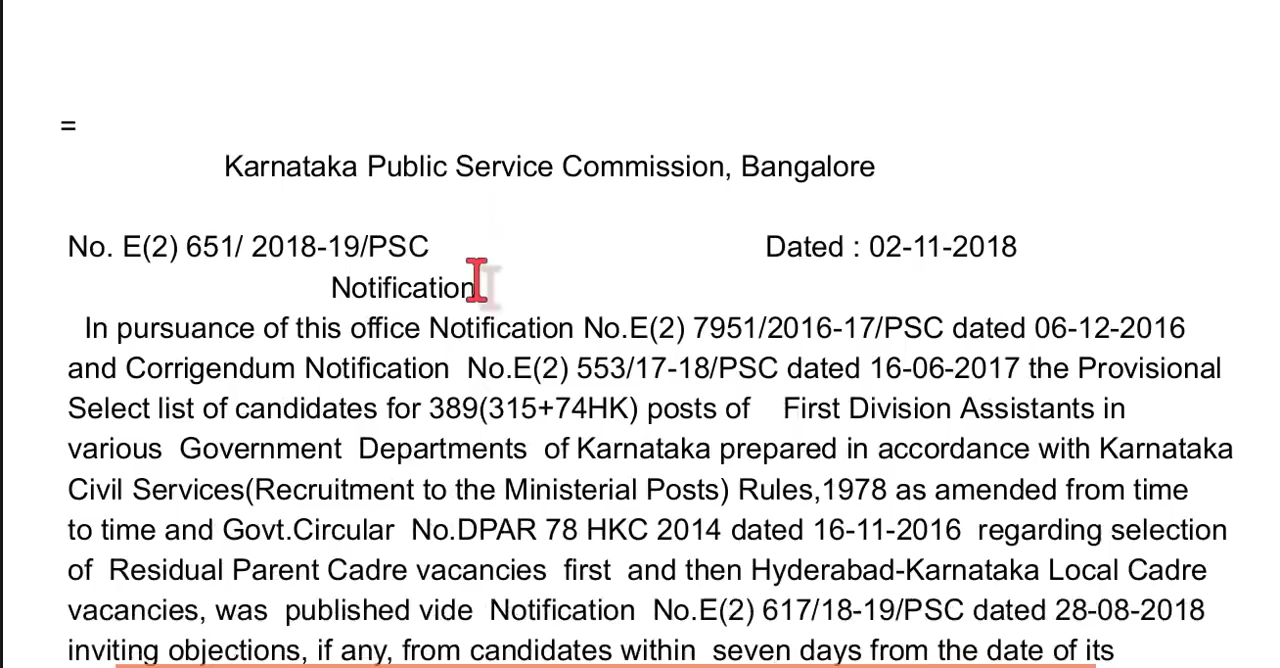 =
Karnataka Public Service Commission, Bangalore
No. E(2) 651/ 2018-19/PSC Dated : 02-11-2018
Notification
In pursuance of this office Notification No.E(2) 7951/2016-17/PSC dated 06-12-2016
and Corrigendum Notification No.E(2) 553/17-18/PSC dated 16-06-2017 the Provisional
Select list of candidates for 389(315+74HK) posts of First Division Assistants in
various Government Departments of Karnataka prepared in accordance with Karnataka
Civil Services(Recruitment to the Ministerial Posts) Rules,1978 as amended from time
to time and Govt.Circular No.DPAR 78 HKC 2014 dated 16-11-2016 regarding selection
of Residual Parent Cadre vacancies first and then Hyderabad-Karnataka Local Cadre
vacancies, was published vide Notification No.E(2) 617/18-19/PSC dated 28-08-2018
inviting objections, if any, from candidates within seven days from the date of its